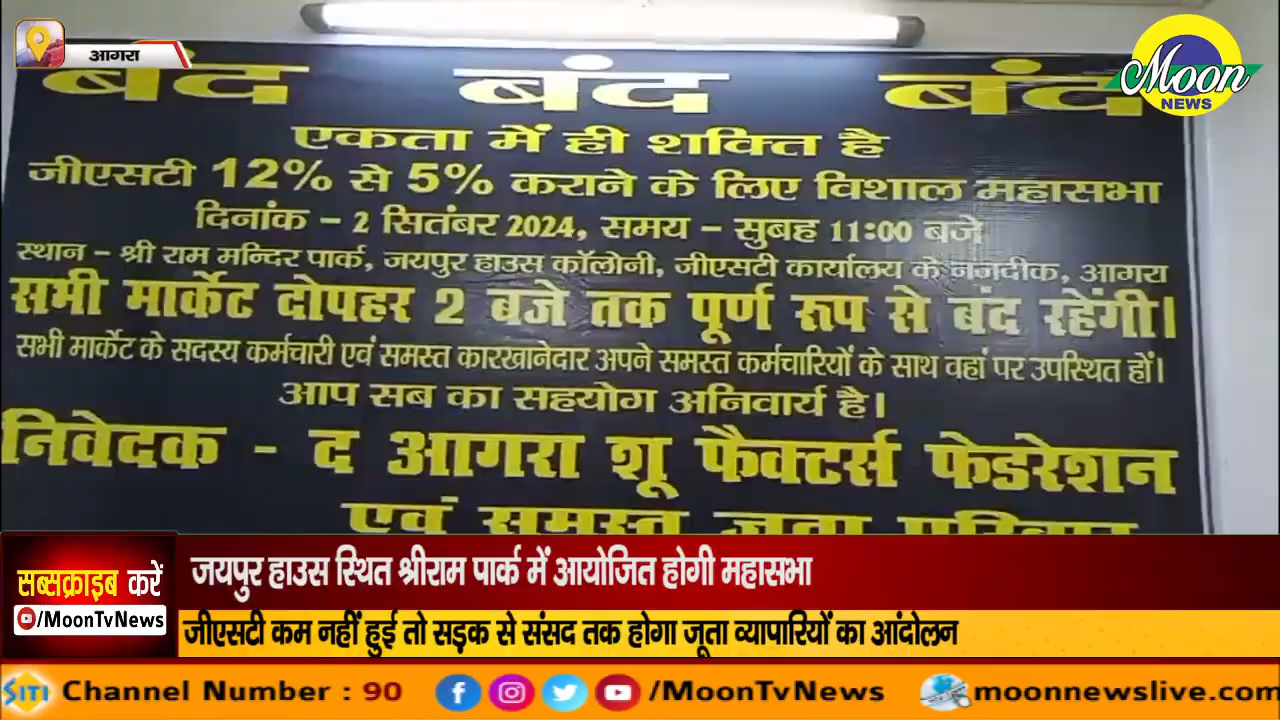 आगरा
Moon
NEWS
बंद बंद बंद
एकता में ही शक्ति है
जीएसटी 12% से 5% कराने के लिए विशाल महासभा
दिनांक - 2 सितंबर 2024, समय - सुबह 11:00 बजे
स्थान - श्री राम मन्दिर पार्क, जयपुर हाउस कॉलोनी, जीएसटी कार्यालय के नजदीक, आगरा
सभी मार्केट दोपहर 2 बजे तक पूर्ण रूप से बंद रहेंगी।
सभी मार्केट के सदस्य कर्मचारी एवं समस्त कारखानेदार अपने समस्त कर्मचारियों के साथ वहां पर उपस्थित हों।
आप सब का सहयोग अनिवार्य है।
निवेदक - द आगरा शू फैक्टर्स फेडरेशन
एवं समस्त जूता परिवार
सब्सक्राइब करें
/MoonTvNews
जयपुर हाउस स्थित श्रीराम पार्क में आयोजित होगी महासभा
जीएसटी कम नहीं हुई तो सड़क से संसद तक होगा जूता व्यापारियों का आंदोलन
SITI Channel Number : 90 /MoonTvNews moonnewslive.com